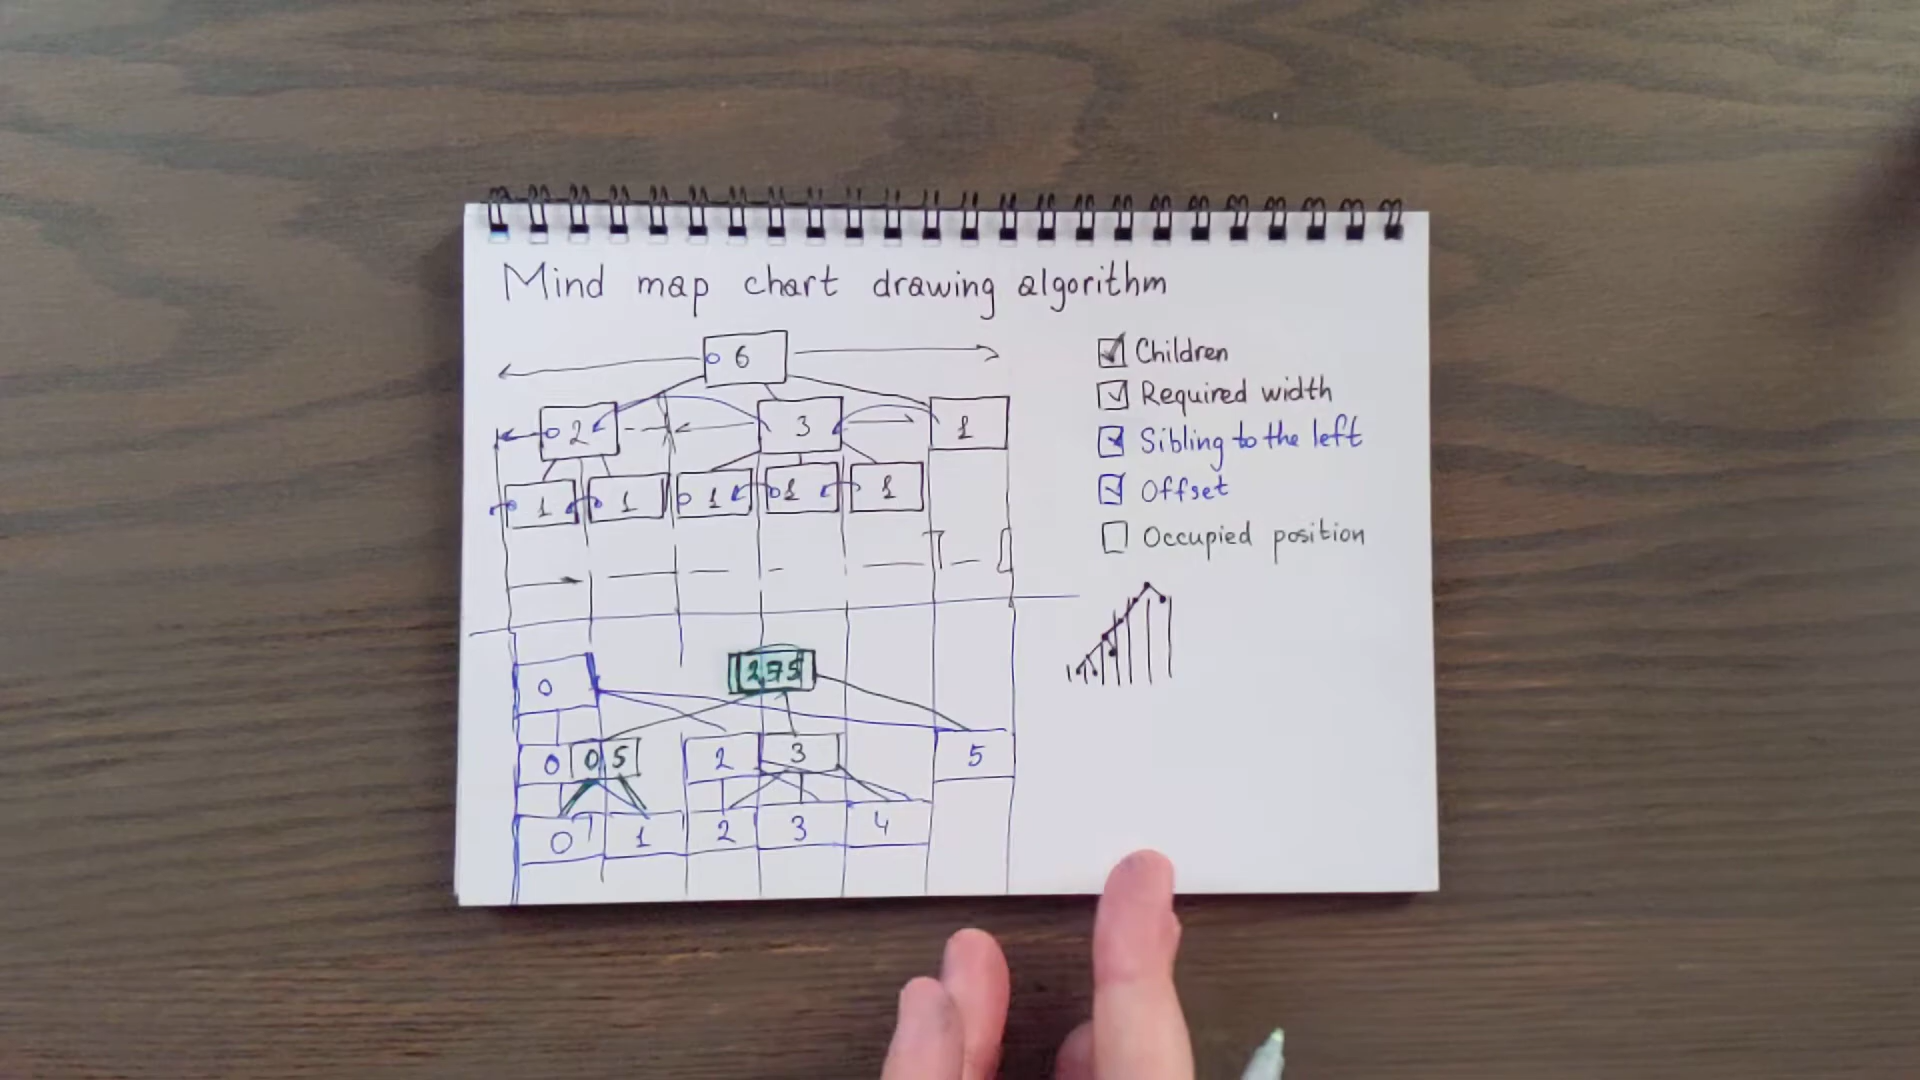 Mind map chart drawing algorithm
6
2 3 1
1 1 1 1 1
Children
Required width
Sibling to the left
Offset
Occupied position
0 2,75
0 0 5 2 3 5
0 1 2 3 4